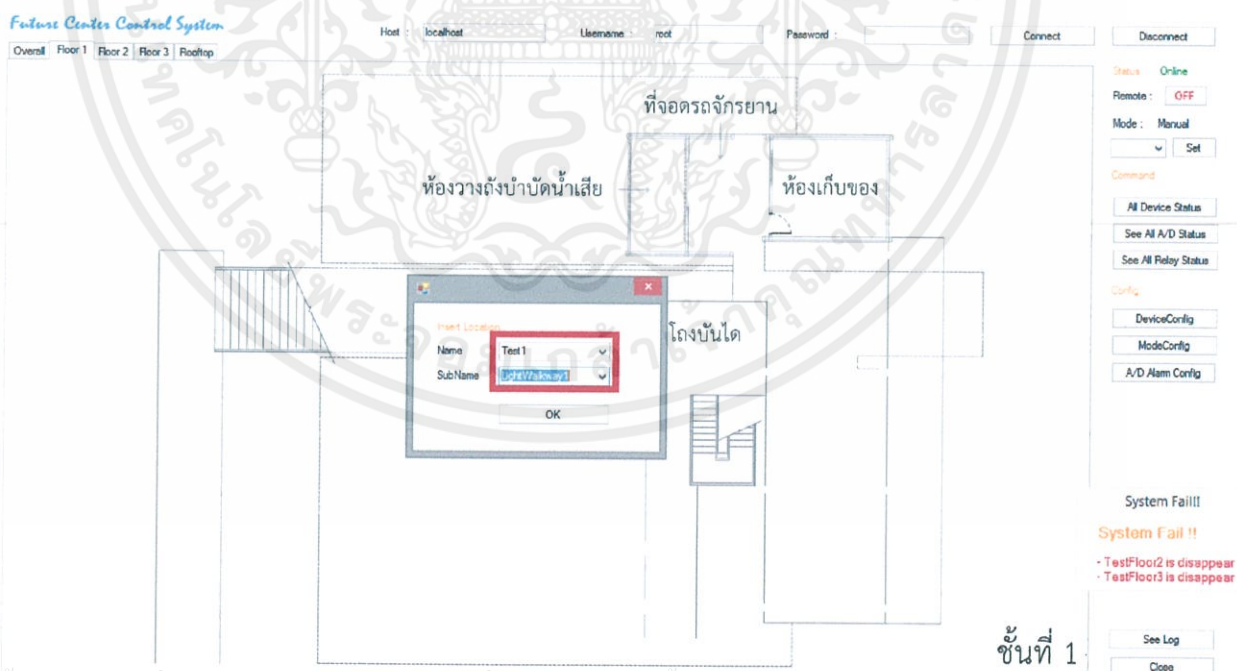 Future Center Control System
Host : localhost Username : root Password : Connect Disconnect
Overall Floor 1 Floor 2 Floor 3 Rooftop
Status Online
Remote : OFF
Mode : Manual
Set
Command
All Device Status
See All A/D Status
See All Relay Status
Config
DeviceConfig
ModeConfig
A/D Alarm Config
ที่จอดรถจักรยาน
ห้องวางถังบำบัดน้ำเสีย
ห้องเก็บของ
Insert Location
Name Test1
SubName LightWalkway1
OK
โถงบันได
System Fail!!
System Fail !!
- TestFloor2 is disappear
- TestFloor3 is disappear
ชั้นที่ 1
See Log
Close